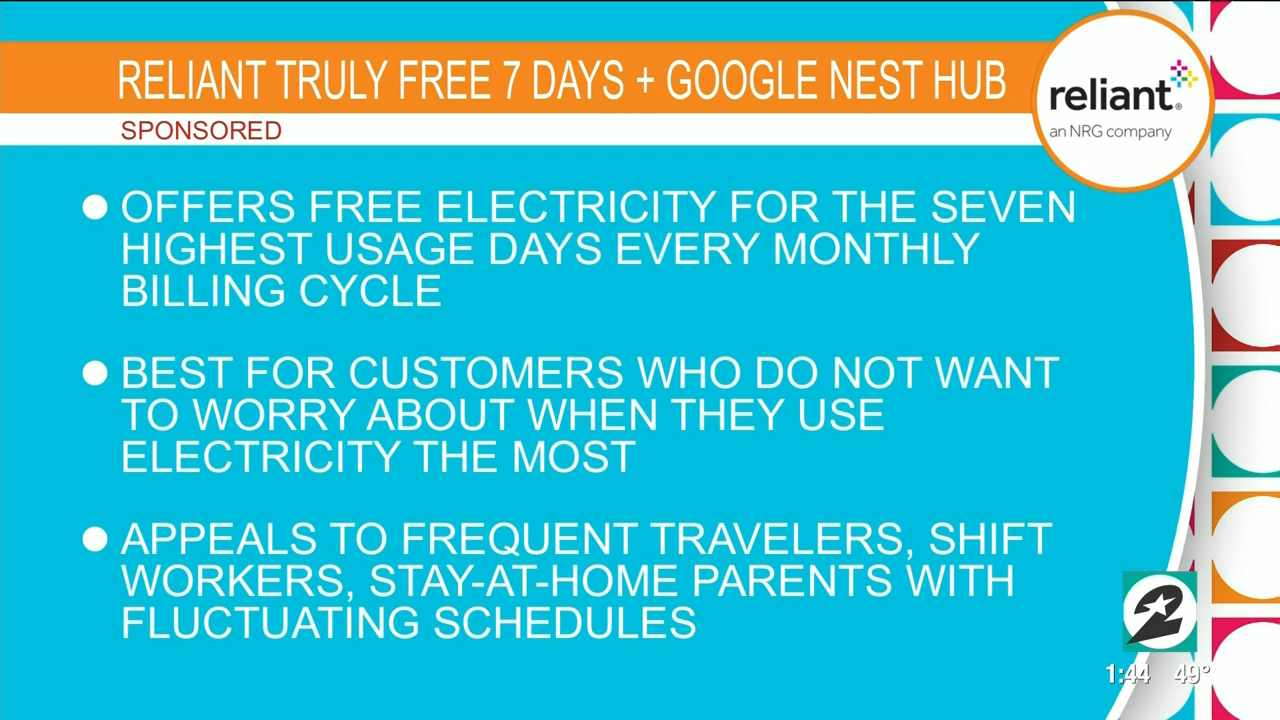 RELIANT TRULY FREE 7 DAYS + GOOGLE NEST HUB
SPONSORED
reliant®
an NRG company
OFFERS FREE ELECTRICITY FOR THE SEVEN
HIGHEST USAGE DAYS EVERY MONTHLY
BILLING CYCLE
BEST FOR CUSTOMERS WHO DO NOT WANT
TO WORRY ABOUT WHEN THEY USE
ELECTRICITY THE MOST
APPEALS TO FREQUENT TRAVELERS, SHIFT
WORKERS, STAY-AT-HOME PARENTS WITH
FLUCTUATING SCHEDULES
2
1:44 49°